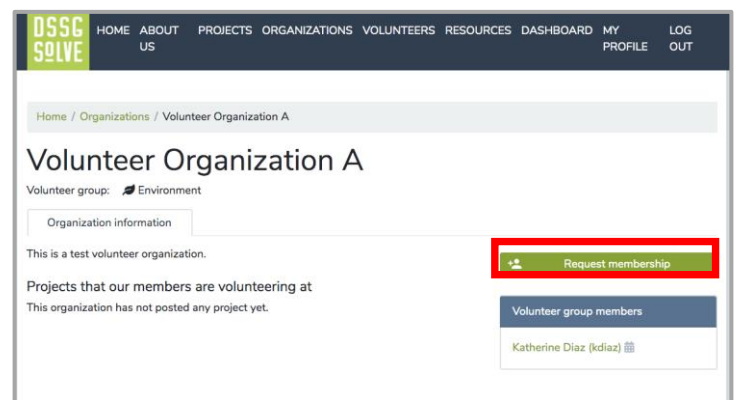 DSSG SOLVE
HOME ABOUT US PROJECTS ORGANIZATIONS VOLUNTEERS RESOURCES DASHBOARD MY PROFILE LOG OUT
Home / Organizations / Volunteer Organization A
Volunteer Organization A
Volunteer group: Environment
Organization information
This is a test volunteer organization.
Request membership
Projects that our members are volunteering at
This organization has not posted any project yet.
Volunteer group members
Katherine Diaz (kdiaz)